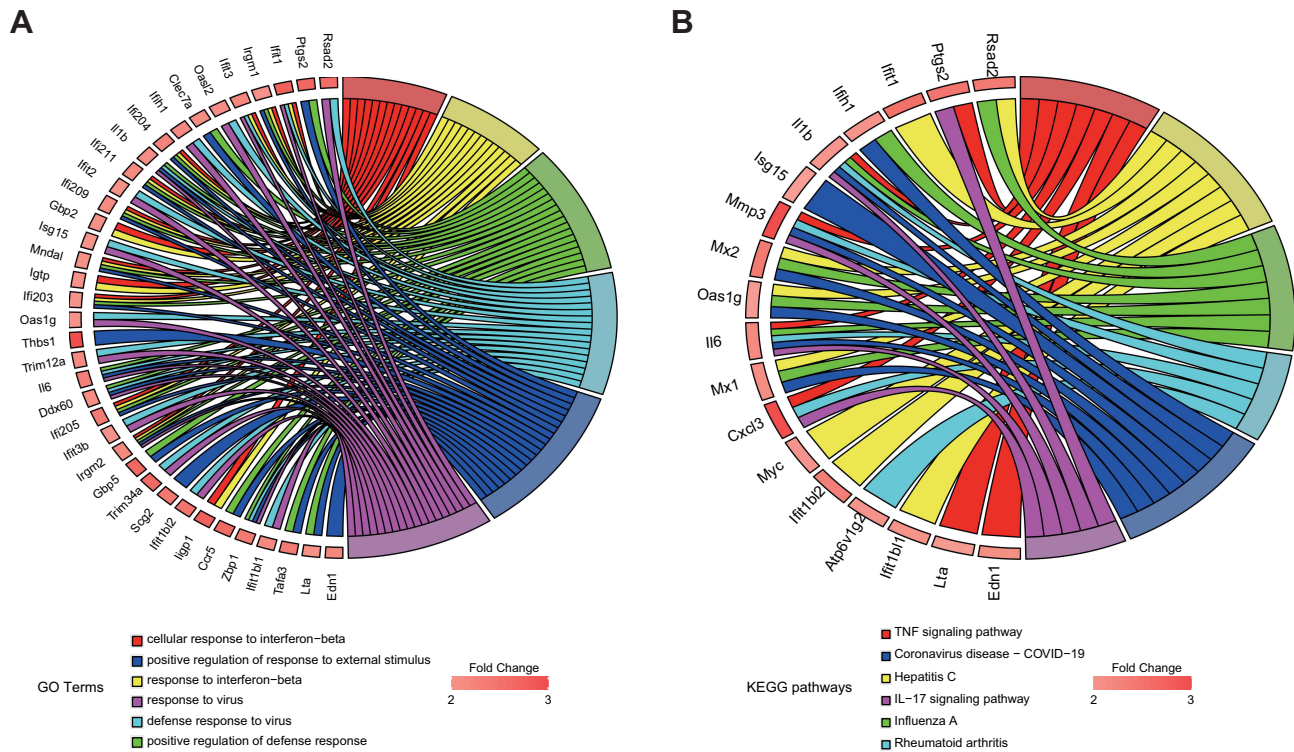 A
Rsad2
Ptgs2
Ifit1
Irgm1
Ifit3
Oasl2
Clec7a
Ifih1
Ifi204
Il1b
Ifi211
Ifit2
Ifi209
Gbp2
Isg15
Mndal
Igtp
Ifi203
Oas1g
Thbs1
Trim12a
Il6
Ddx60
Ifi205
Ifit3b
Irgm2
Gbp5
Trim34a
Scg2
Ifit1bl2
Iigp1
Ccr5
Zbp1
Ifit1bl1
Tafa3
Lta
Edn1
GO Terms
cellular response to interferon−beta
positive regulation of response to external stimulus
response to interferon−beta
response to virus
defense response to virus
positive regulation of defense response
Fold Change
2 3
B
Rsad2
Ptgs2
Ifit1
Ifih1
Il1b
Isg15
Mmp3
Mx2
Oas1g
Il6
Mx1
Cxcl3
Myc
Ifit1bl2
Atp6v1g2
Ifit1bl1
Lta
Edn1
KEGG pathways
TNF signaling pathway
Coronavirus disease − COVID−19
Hepatitis C
IL−17 signaling pathway
Influenza A
Rheumatoid arthritis
Fold Change
2 3